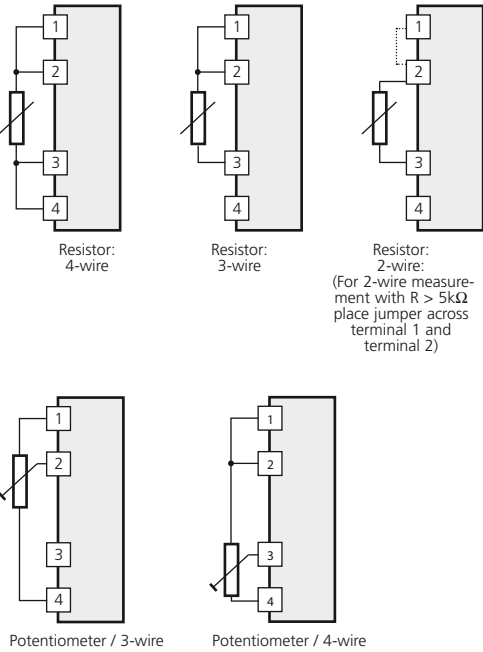 1
2
3
4
Resistor:
4-wire
1
2
3
4
Resistor:
3-wire
1
2
3
4
Resistor:
2-wire:
(For 2-wire measure-
ment with R > 5kΩ
place jumper across
terminal 1 and
terminal 2)
1
2
3
4
Potentiometer / 3-wire
1
2
3
4
Potentiometer / 4-wire